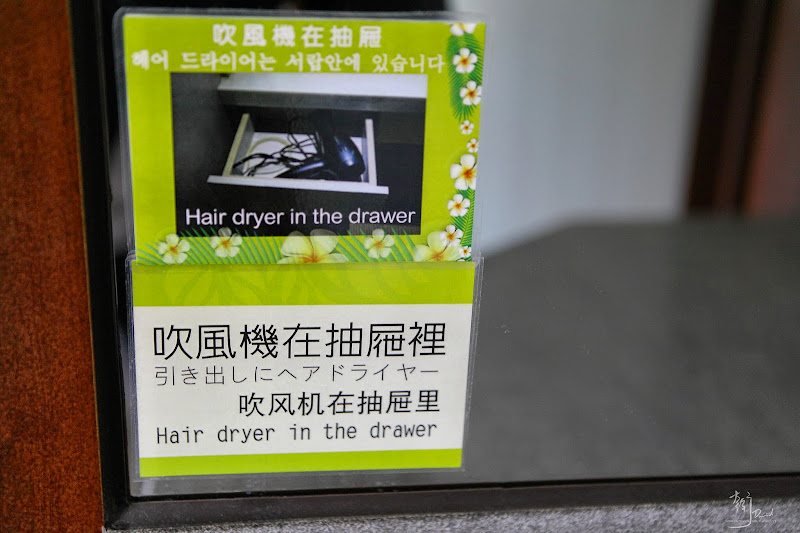 吹風機在抽屜
헤어 드라이어는 서랍안에 있습니다
Hair dryer in the drawer
吹風機在抽屜裡
引き出しにヘアドライヤー
吹风机在抽屉里
Hair dryer in the drawer